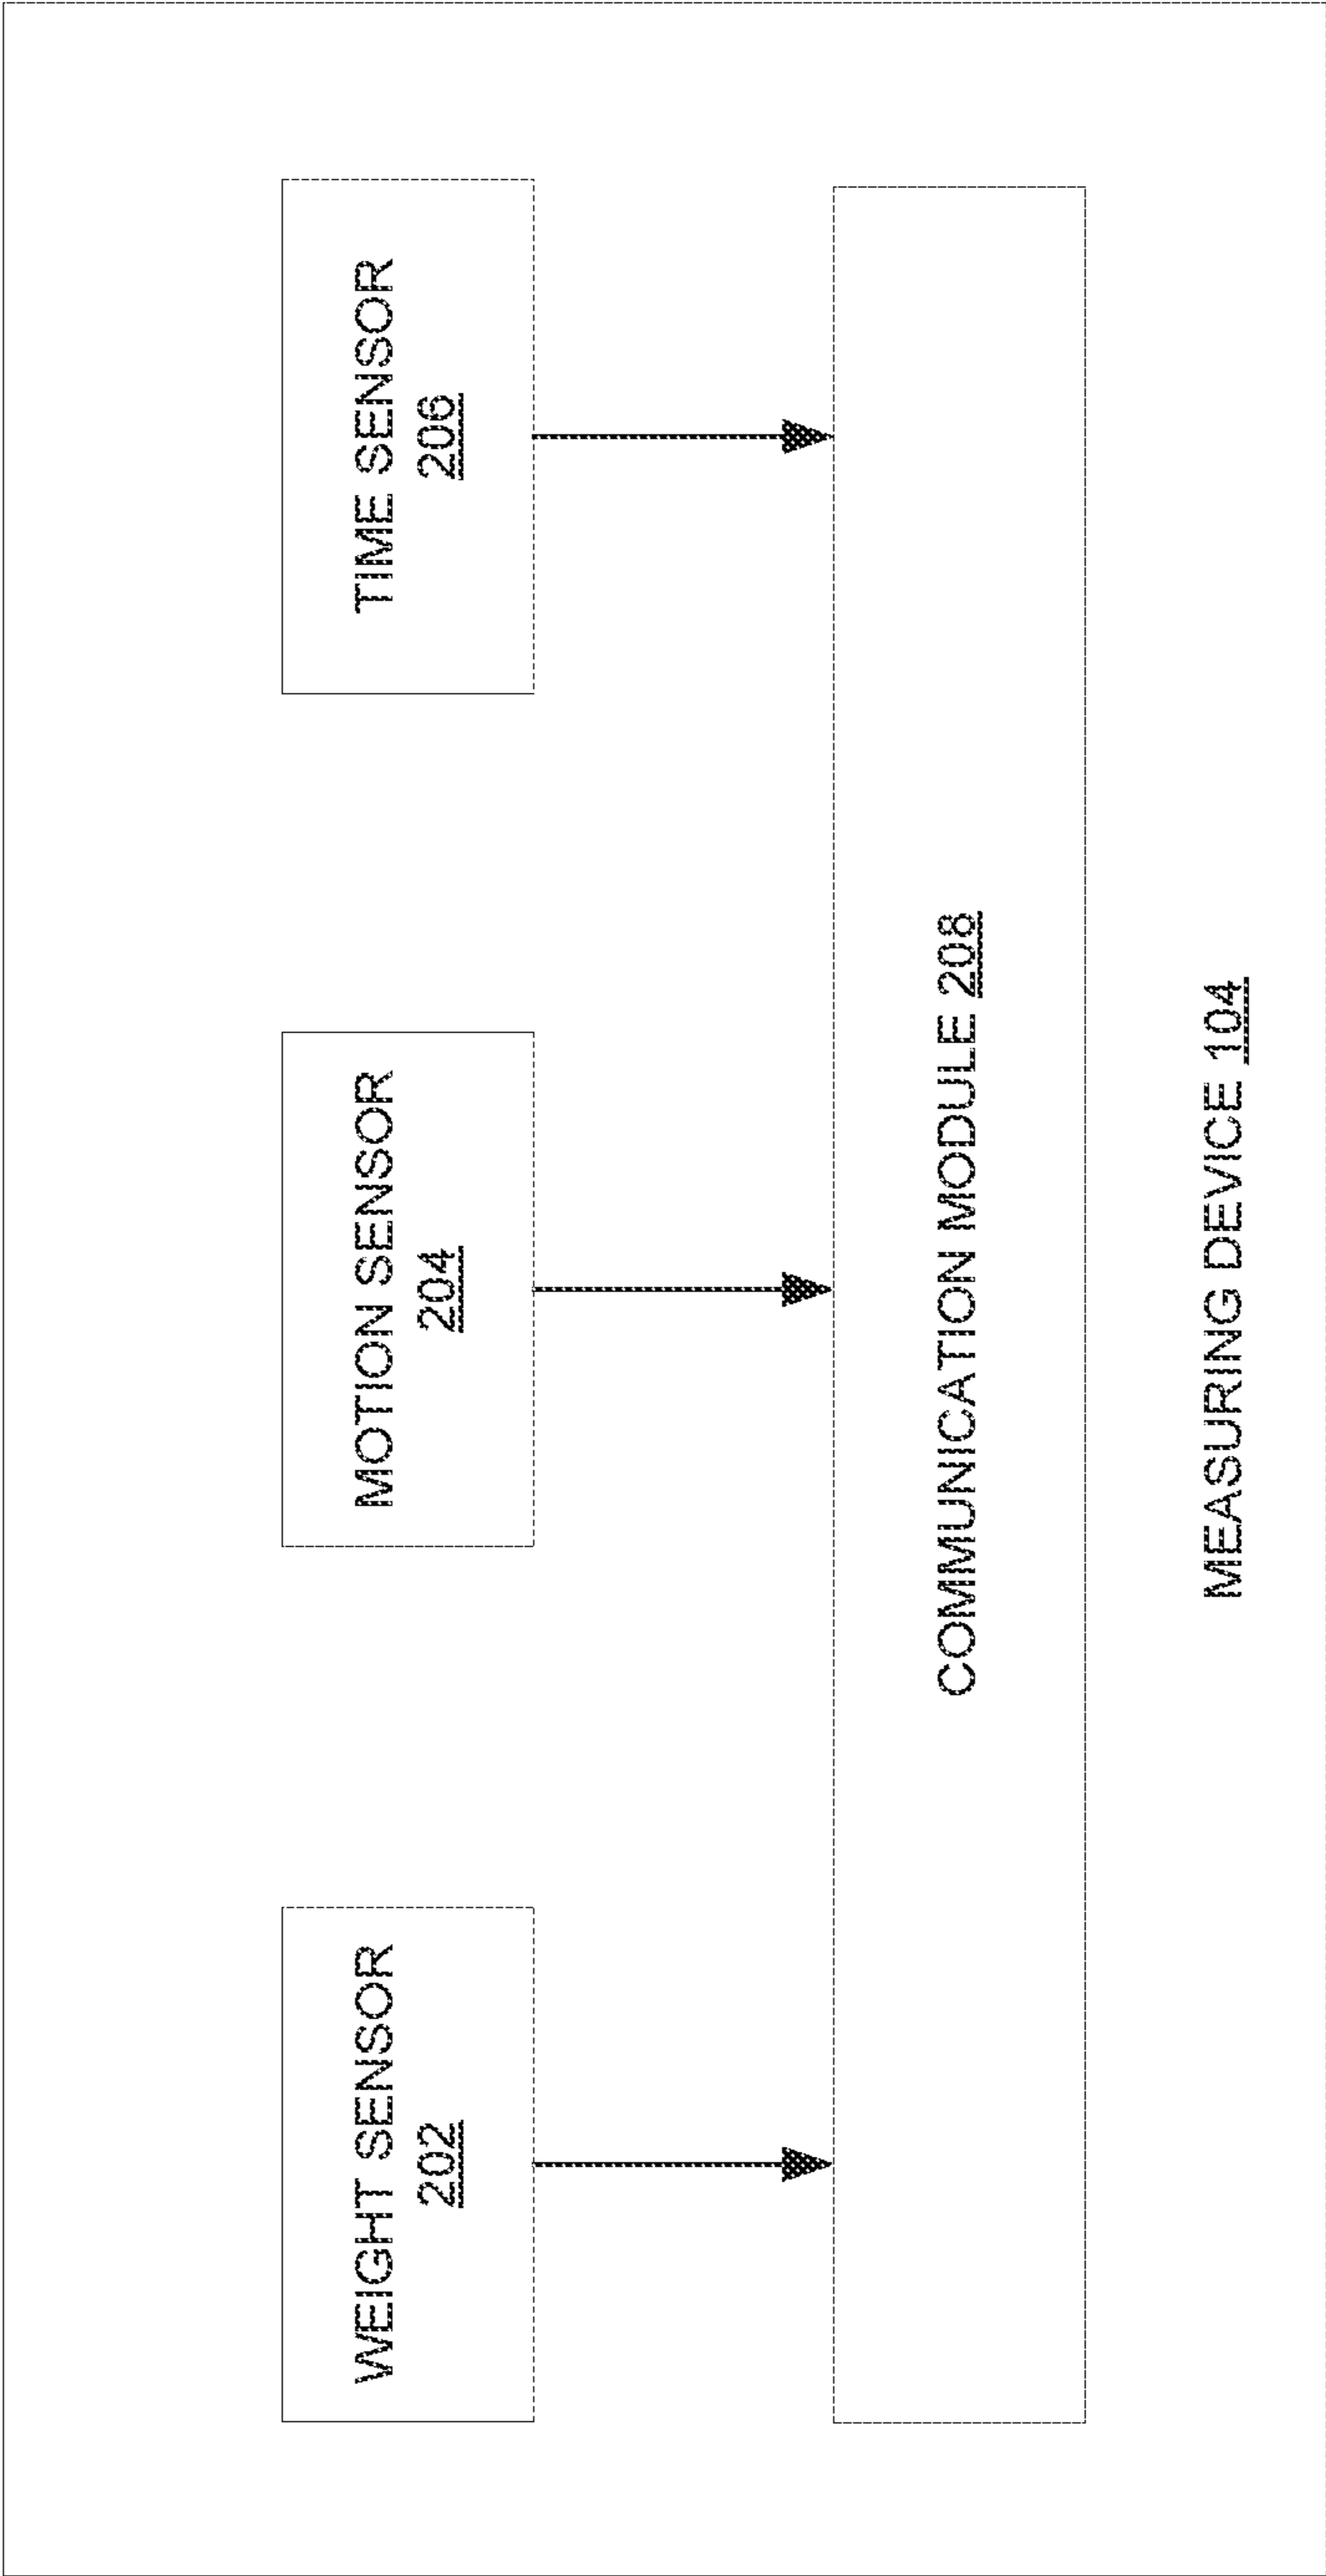 WEIGHT SENSOR
202
MOTION SENSOR
204
TIME SENSOR
206
COMMUNICATION MODULE 208
MEASURING DEVICE 104